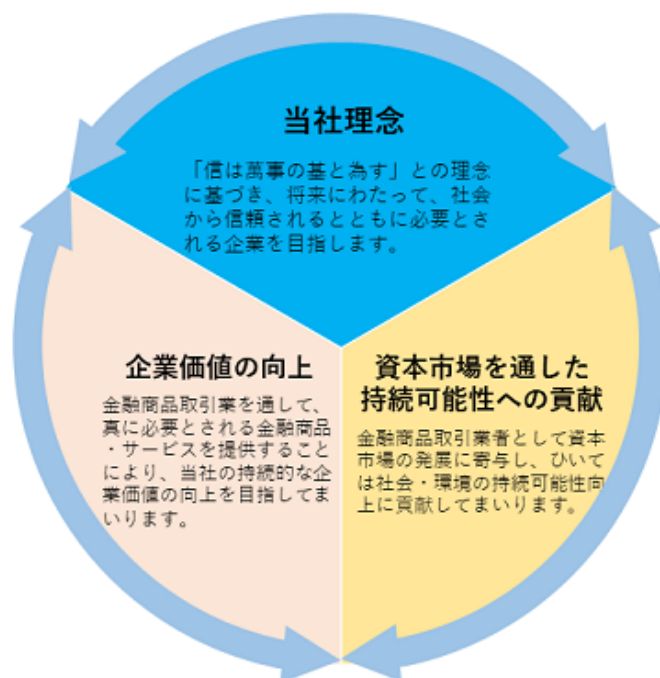 当社理念
「信は萬事の基と為す」との理念
に基づき、将来にわたって、社会
から信頼されるとともに必要とさ
れる企業を目指します。
企業価値の向上
金融商品取引業を通して、
真に必要とされる金融商品
・サービスを提供すること
により、当社の持続的な企
業価値の向上を目指してま
いります。
資本市場を通した
持続可能性への貢献
金融商品取引業者として資本
市場の発展に寄与し、ひいて
は社会・環境の持続可能性向
上に貢献してまいります。